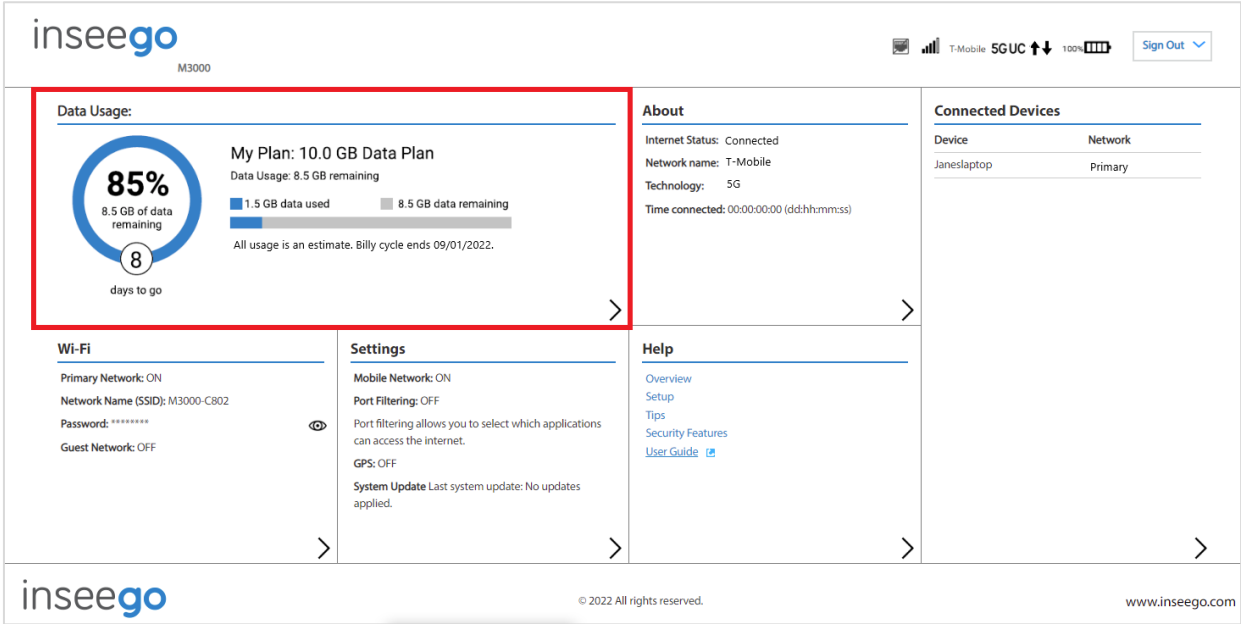 inseego
M3000
T-Mobile 5G UC 100%
Sign Out
Data Usage:
85%
8.5 GB of data
remaining
8
days to go
My Plan: 10.0 GB Data Plan
Data Usage: 8.5 GB remaining
1.5 GB data used 8.5 GB data remaining
All usage is an estimate. Billy cycle ends 09/01/2022.
About
Internet Status: Connected
Network name: T-Mobile
Technology: 5G
Time connected: 00:00:00:00 (dd:hh:mm:ss)
Connected Devices
Device Network
Janeslaptop Primary
Wi-Fi
Primary Network: ON
Network Name (SSID): M3000-C802
Password: ********
Guest Network: OFF
Settings
Mobile Network: ON
Port Filtering: OFF
Port filtering allows you to select which applications
can access the internet.
GPS: OFF
System Update Last system update: No updates
applied.
Help
Overview
Setup
Tips
Security Features
User Guide
inseego
© 2022 All rights reserved.
www.inseego.com